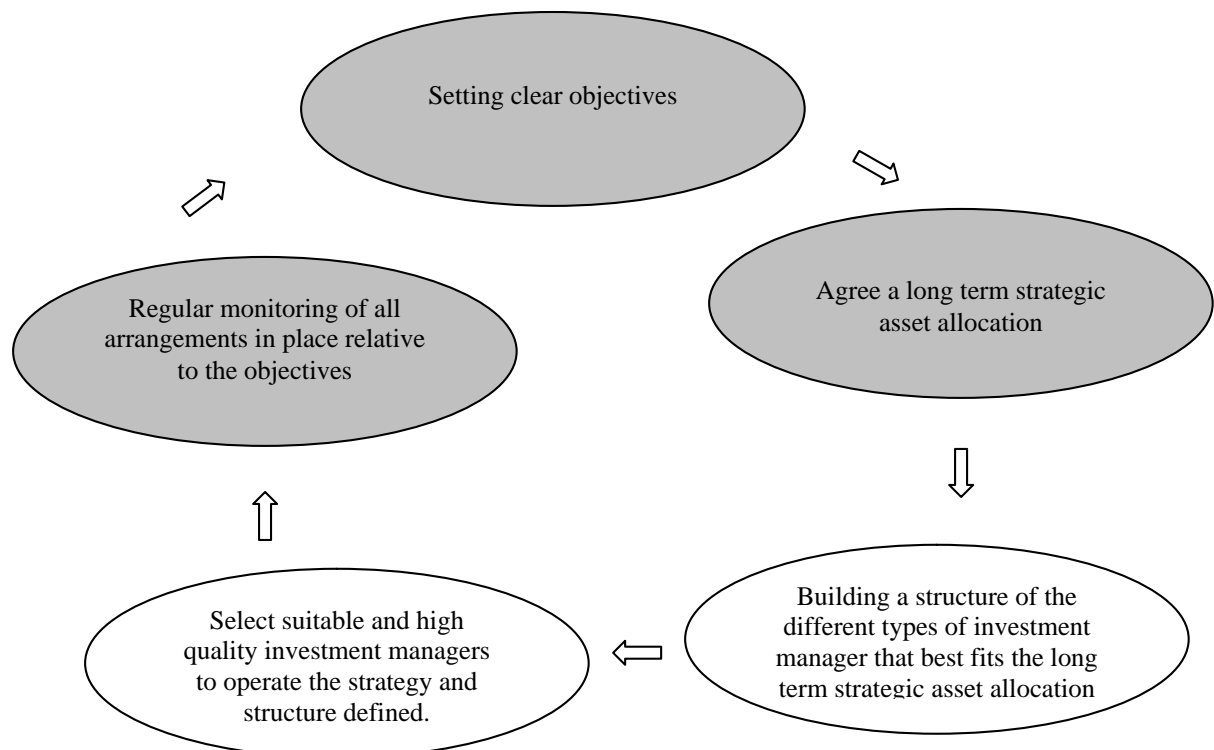 Setting clear objectives
Agree a long term strategic
asset allocation
Building a structure of the
different types of investment
manager that best fits the long
term strategic asset allocation
Select suitable and high
quality investment managers
to operate the strategy and
structure defined.
Regular monitoring of all
arrangements in place relative
to the objectives